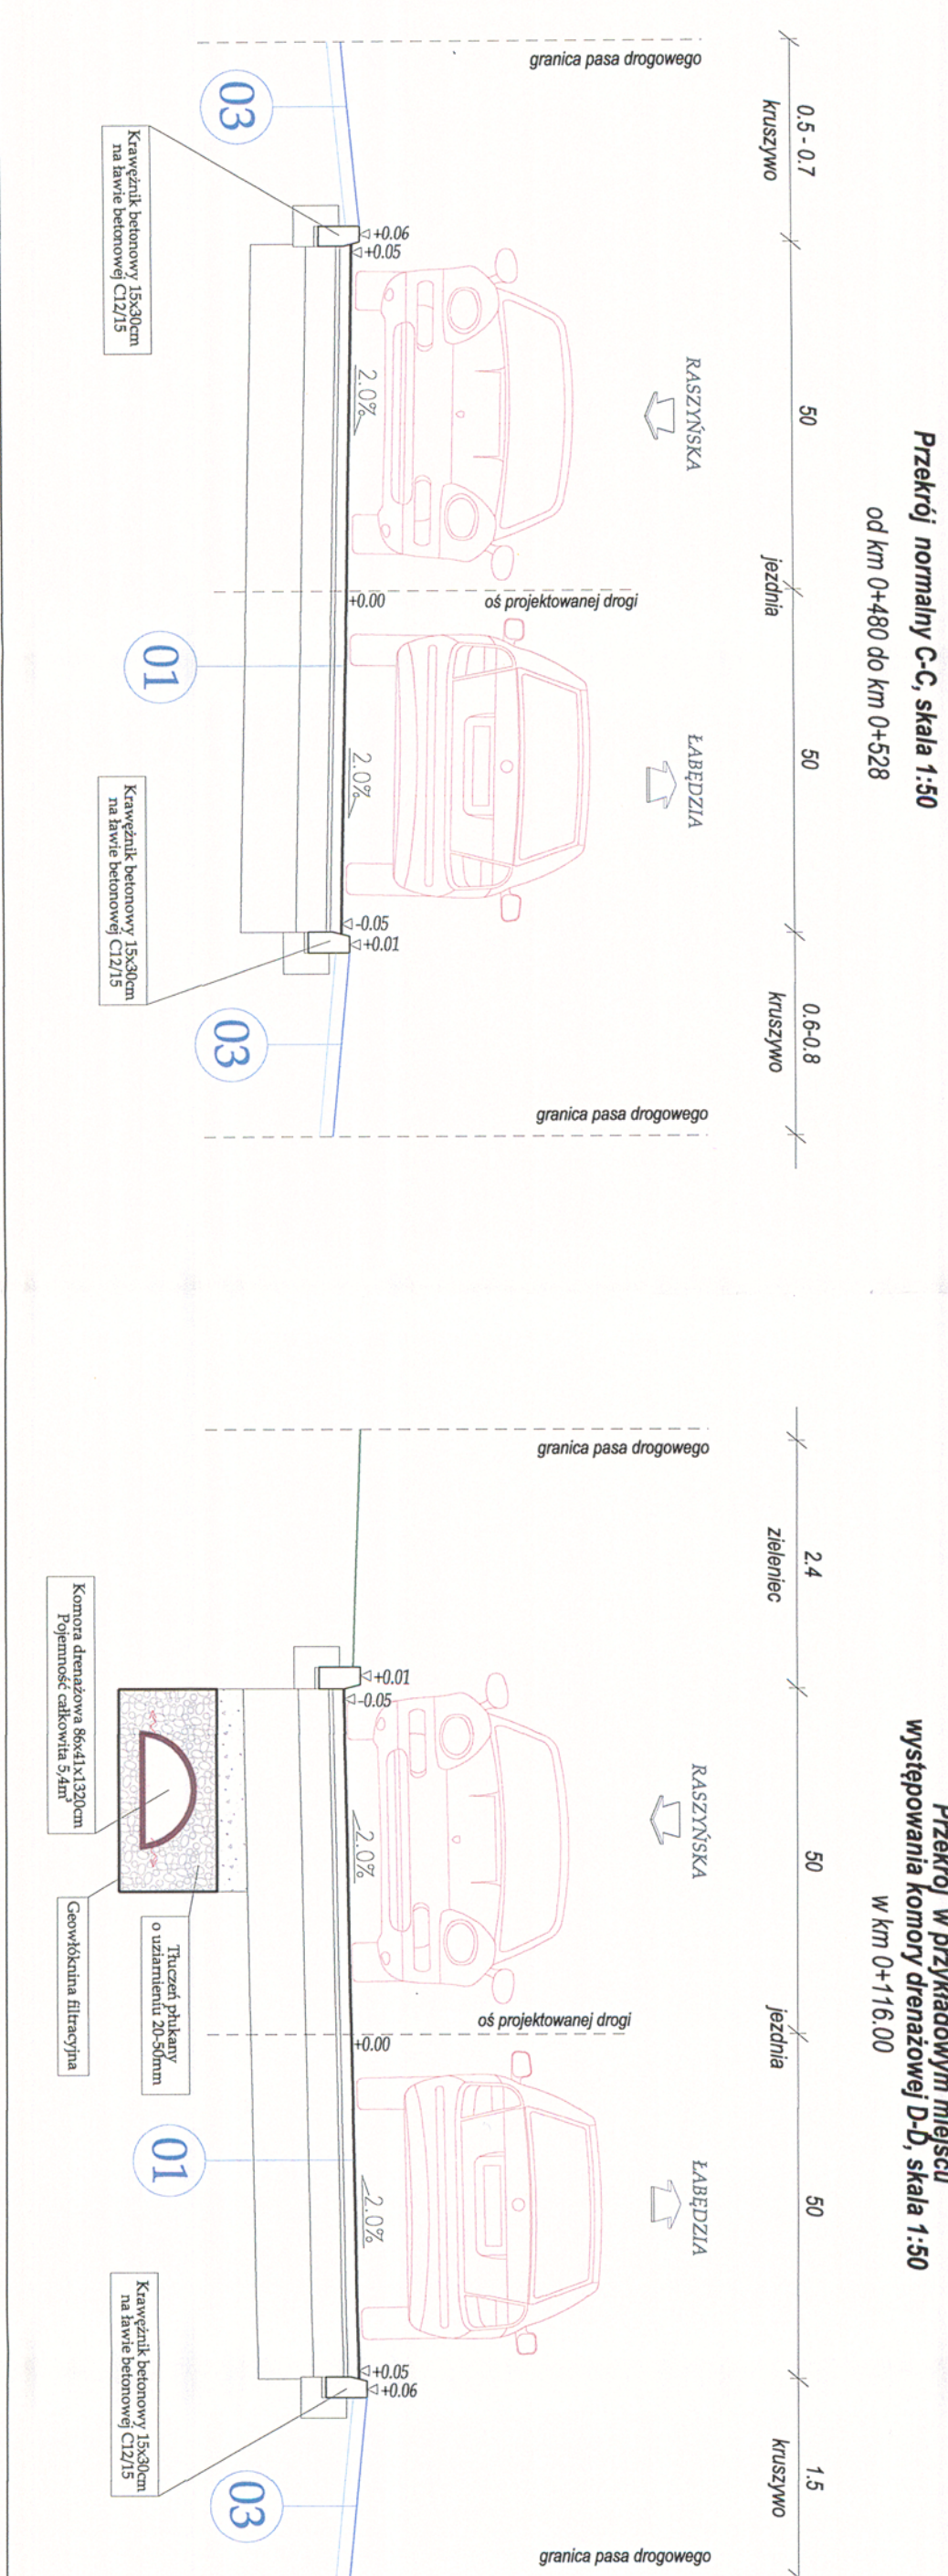 Przekrój normalny C-C, skala 1:50
od km 0+480 do km 0+528
0.5 - 0.7
50
50
0.6-0.8
kruszywo
jezdnia
kruszywo
RASZYŃSKA
ŁABĘDZIA
granica pasa drogowego
oś projektowanej drogi
granica pasa drogowego
+0.06
+0.05
2.0%
+0.00
2.0%
-0.05
+0.01
03
01
03
Krawężnik betonowy 15x30cm
na ławie betonowej C12/15
Krawężnik betonowy 15x30cm
na ławie betonowej C12/15
Przekrój w przykładowym miejscu
występowania komory drenażowej D-D, skala 1:50
w km 0+116.00
2.4
50
50
1.5
zieleniec
jezdnia
kruszywo
RASZYŃSKA
ŁABĘDZIA
granica pasa drogowego
oś projektowanej drogi
granica pasa drogowego
+0.01
-0.05
2.0%
+0.00
2.0%
+0.05
+0.06
01
03
Tłuczeń płukany
o uziarnieniu 20-50mm
Krawężnik betonowy 15x30cm
na ławie betonowej C12/15
Geowłóknina filtracyjna
Komora drenażowa 86x41x1320cm
Pojemność całkowita 5,4m³